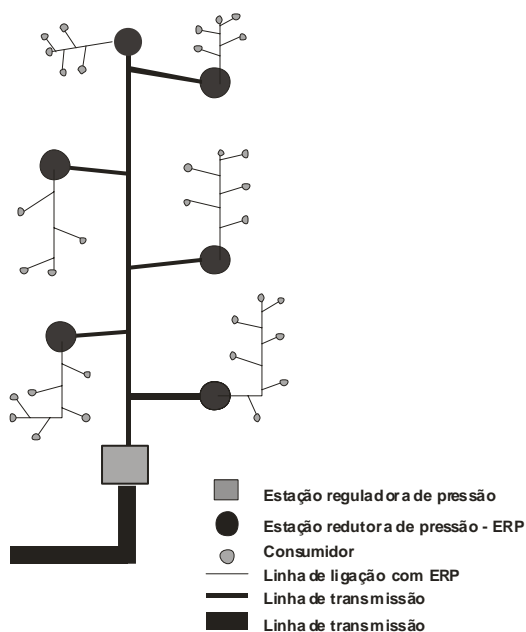 Estação reguladora de pressão
Estação redutora de pressão - ERP
Consumidor
Linha de ligação com ERP
Linha de transmissão
Linha de transmissão